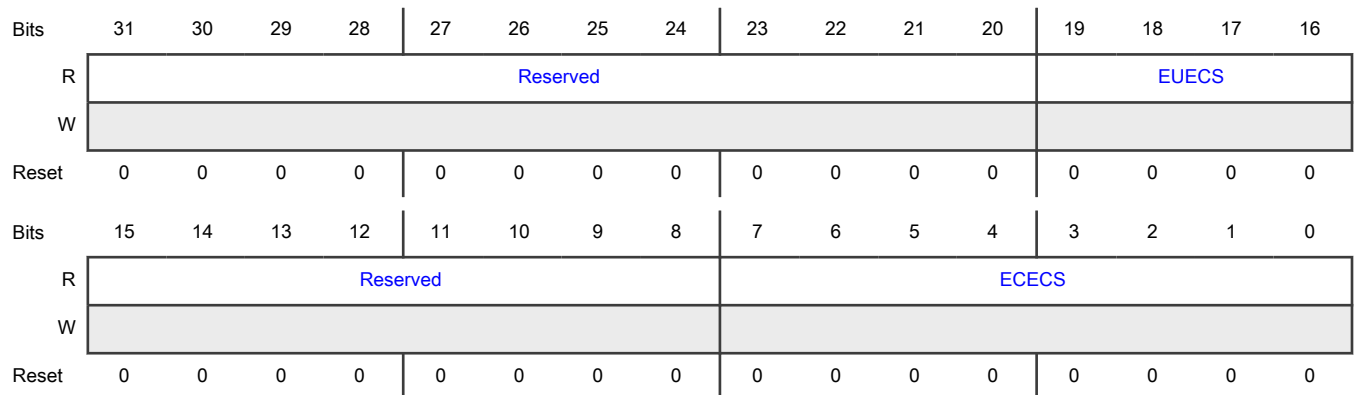 Bits 31 30 29 28 27 26 25 24 23 22 21 20 19 18 17 16
R Reserved EUECS
W
Reset 0 0 0 0 0 0 0 0 0 0 0 0 0 0 0 0
Bits 15 14 13 12 11 10 9 8 7 6 5 4 3 2 1 0
R Reserved ECECS
W
Reset 0 0 0 0 0 0 0 0 0 0 0 0 0 0 0 0